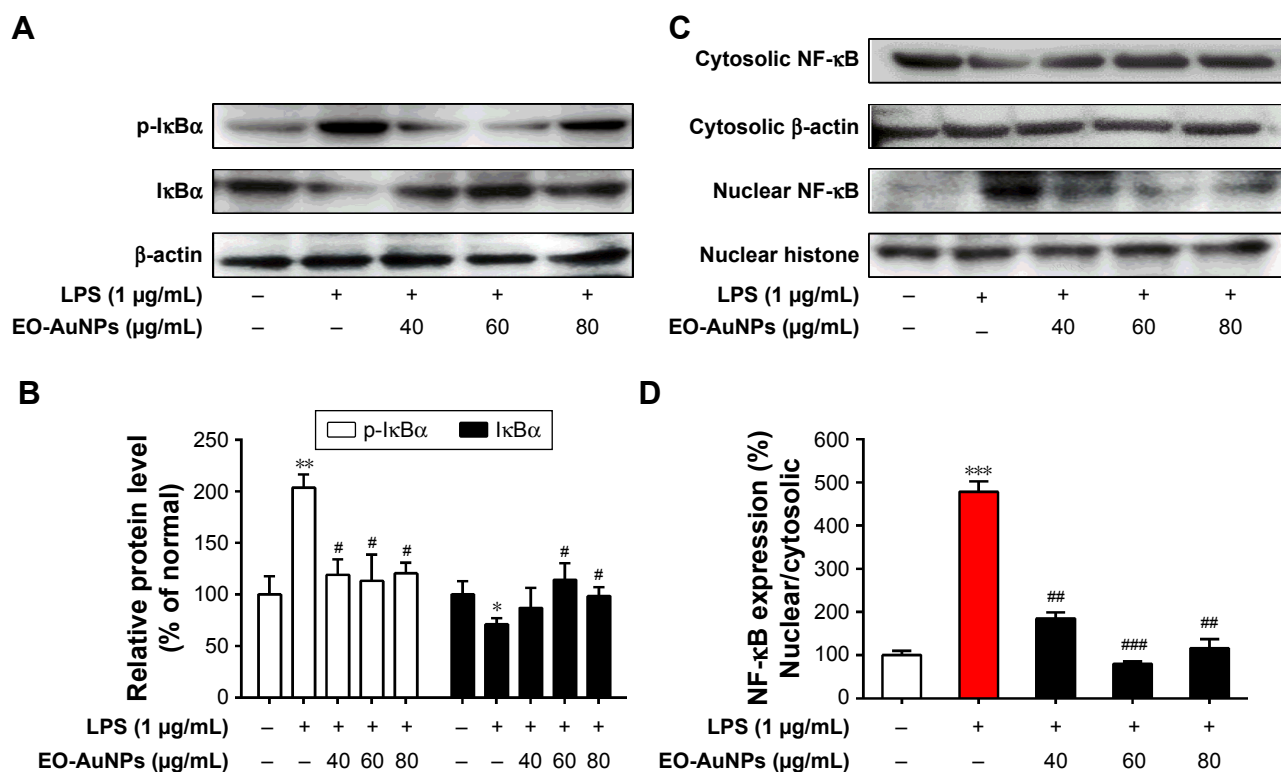 A
p-IκBα
IκBα
β-actin
LPS (1 µg/mL) – + + + +
EO-AuNPs (µg/mL) – – 40 60 80
C
Cytosolic NF-κB
Cytosolic β-actin
Nuclear NF-κB
Nuclear histone
LPS (1 µg/mL) – + + + +
EO-AuNPs (µg/mL) – – 40 60 80
B
p-IκBα IκBα
Relative protein level
(% of normal)
250
200
150
100
50
0
** # # # * # #
LPS (1 µg/mL) – + + + + – + + + +
EO-AuNPs (µg/mL) – – 40 60 80 – – 40 60 80
D
NF-κB expression (%)
Nuclear/cytosolic
600
500
400
300
200
100
0
*** ## ### ##
LPS (1 µg/mL) – + + + +
EO-AuNPs (µg/mL) – – 40 60 80